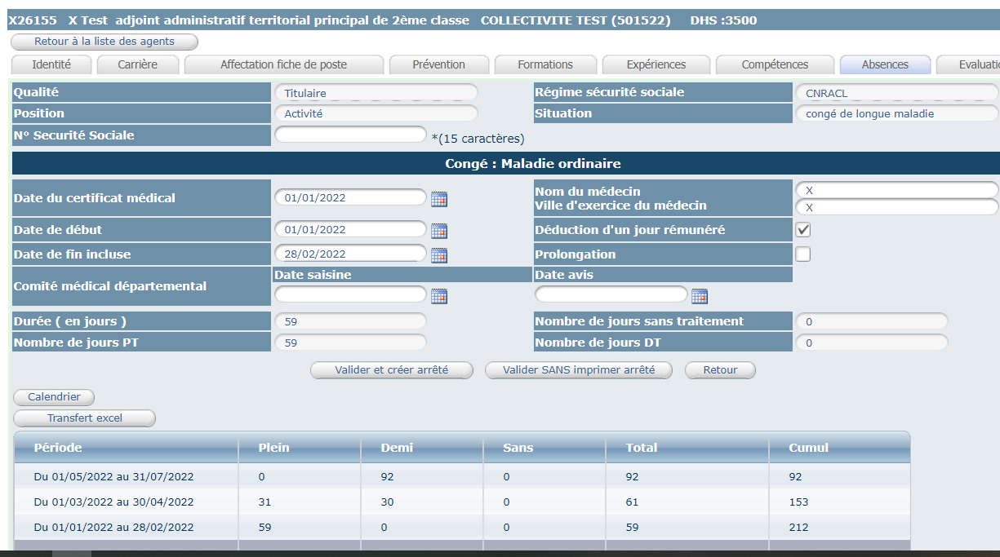 X26155 X Test adjoint administratif territorial principal de 2ème classe COLLECTIVITE TEST (501522) DHS :3500
Retour à la liste des agents
Identité Carrière Affectation fiche de poste Prévention Formations Expériences Compétences Absences Evaluati
Qualité Titulaire Régime sécurité sociale CNRACL
Position Activité Situation congé de longue maladie
N° Securité Sociale *(15 caractères)
Congé : Maladie ordinaire
Date du certificat médical 01/01/2022 Nom du médecin X
Ville d'exercice du médecin X
Date de début 01/01/2022 Déduction d'un jour rémunéré
Date de fin incluse 28/02/2022 Prolongation
Comité médical départemental Date saisine Date avis
Durée ( en jours ) 59 Nombre de jours sans traitement 0
Nombre de jours PT 59 Nombre de jours DT 0
Valider et créer arrêté Valider SANS imprimer arrêté Retour
Calendrier
Transfert excel
Période Plein Demi Sans Total Cumul
Du 01/05/2022 au 31/07/2022 0 92 0 92 92
Du 01/03/2022 au 30/04/2022 31 30 0 61 153
Du 01/01/2022 au 28/02/2022 59 0 0 59 212